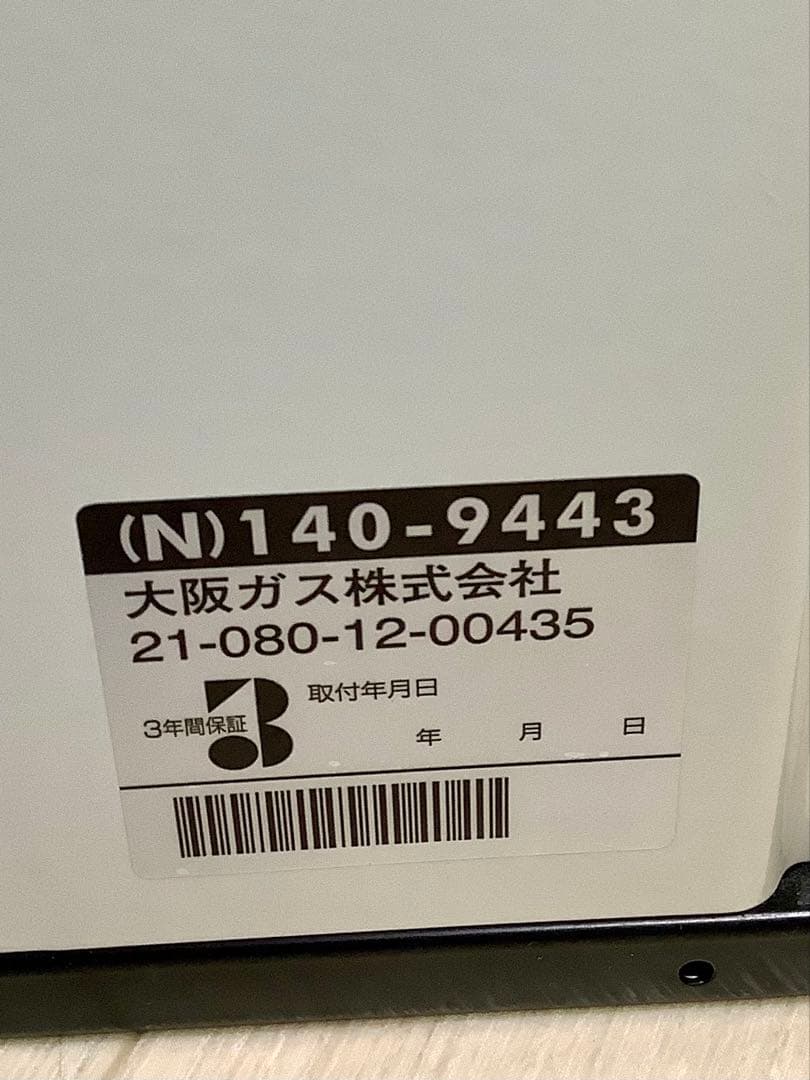 (N)140-9443
大阪ガス株式会社
21-080-12-00435
3年間保証 3 取付年月日
年 月 日